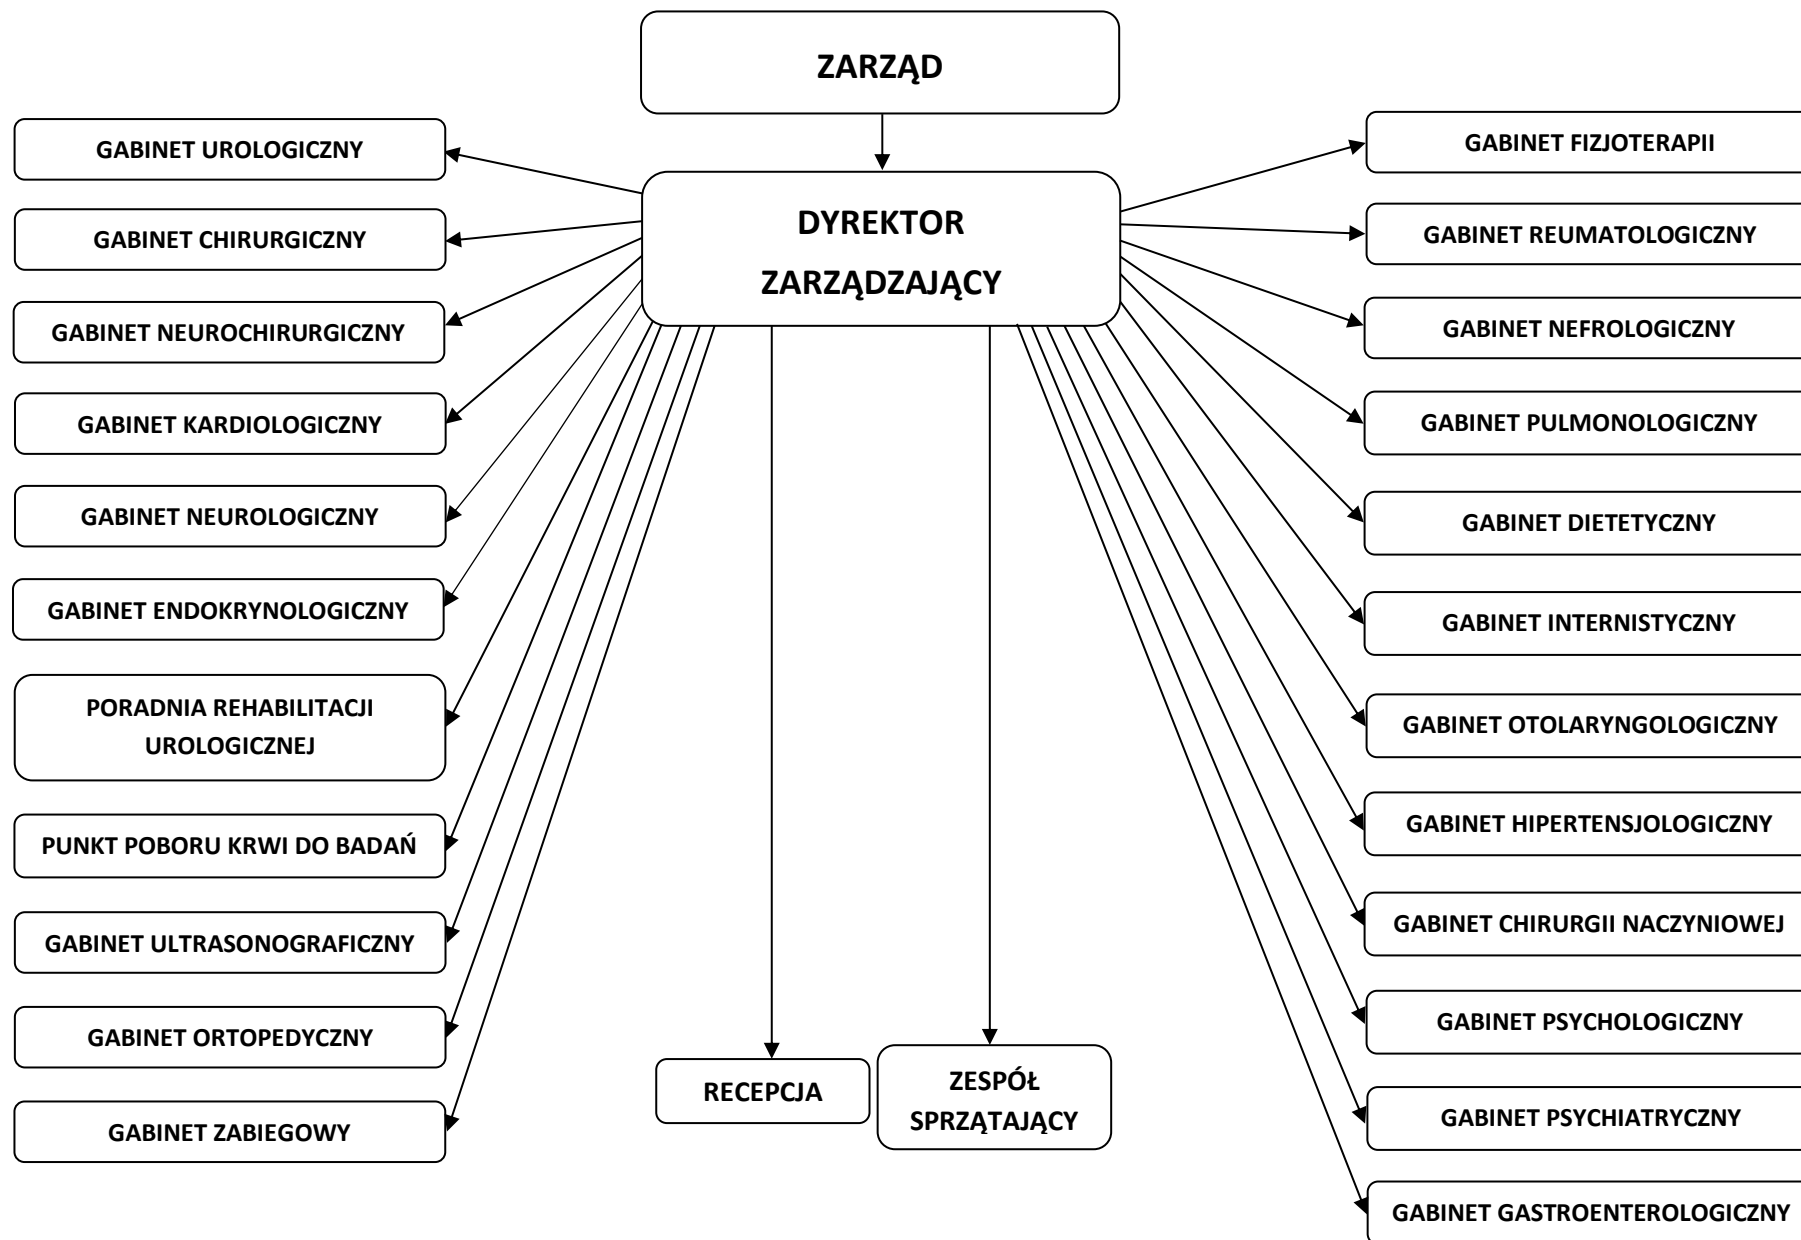 ZARZĄD
DYREKTOR
ZARZĄDZAJĄCY
GABINET UROLOGICZNY
GABINET CHIRURGICZNY
GABINET NEUROCHIRURGICZNY
GABINET KARDIOLOGICZNY
GABINET NEUROLOGICZNY
GABINET ENDOKRYNOLOGICZNY
PORADNIA REHABILITACJI
UROLOGICZNEJ
PUNKT POBORU KRWI DO BADAŃ
GABINET ULTRASONOGRAFICZNY
GABINET ORTOPEDYCZNY
GABINET ZABIEGOWY
RECEPCJA
ZESPÓŁ
SPRZĄTAJĄCY
GABINET FIZJOTERAPII
GABINET REUMATOLOGICZNY
GABINET NEFROLOGICZNY
GABINET PULMONOLOGICZNY
GABINET DIETETYCZNY
GABINET INTERNISTYCZNY
GABINET OTOLARYNGOLOGICZNY
GABINET HIPERTENSJOLOGICZNY
GABINET CHIRURGII NACZYNIOWEJ
GABINET PSYCHOLOGICZNY
GABINET PSYCHIATRYCZNY
GABINET GASTROENTEROLOGICZNY